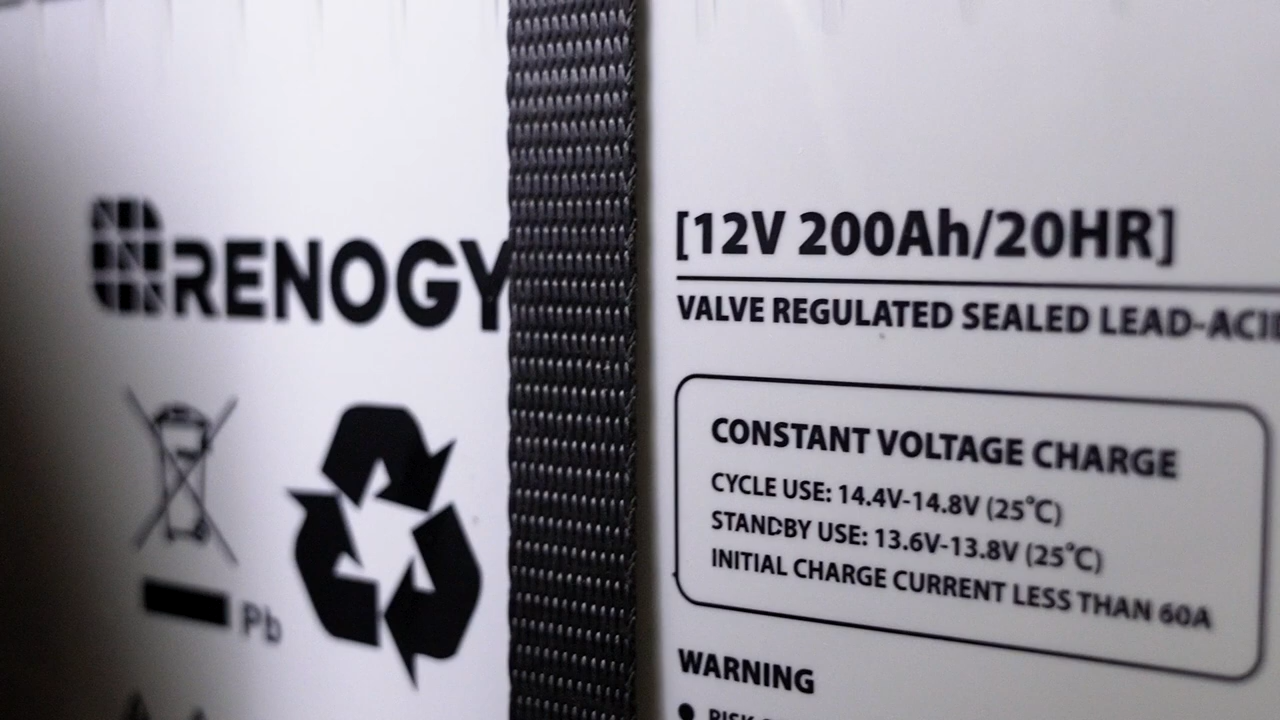 RENOGY
Pb
[12V 200Ah/20HR]
VALVE REGULATED SEALED LEAD-ACI
CONSTANT VOLTAGE CHARGE
CYCLE USE: 14.4V-14.8V (25°C)
STANDBY USE: 13.6V-13.8V (25°C)
INITIAL CHARGE CURRENT LESS THAN 60A
WARNING